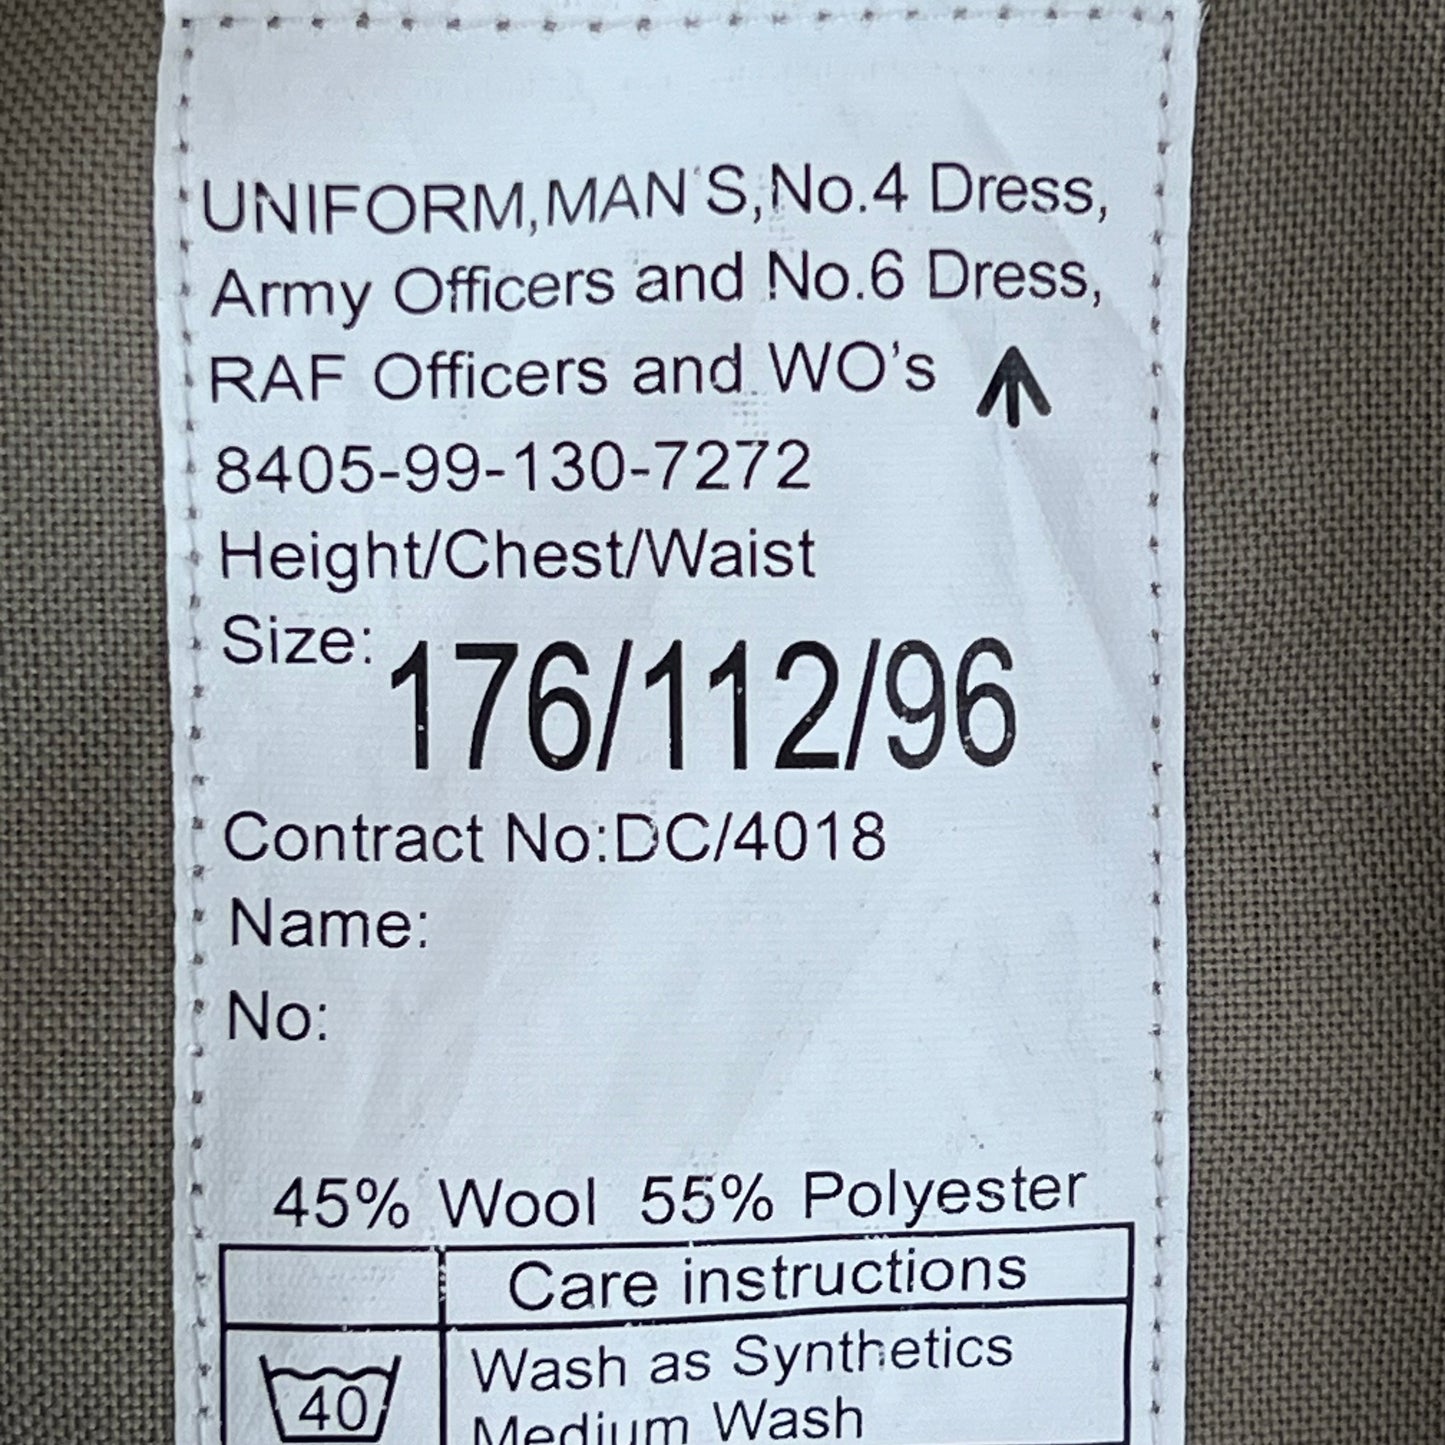 UNIFORM,MAN'S,No.4 Dress,
Army Officers and No.6 Dress,
RAF Officers and WO's
8405-99-130-7272
Height/Chest/Waist
Size: 176/112/96
Contract No:DC/4018
Name:
No:
45% Wool 55% Polyester
Care instructions
40
Wash as Synthetics
Medium Wash